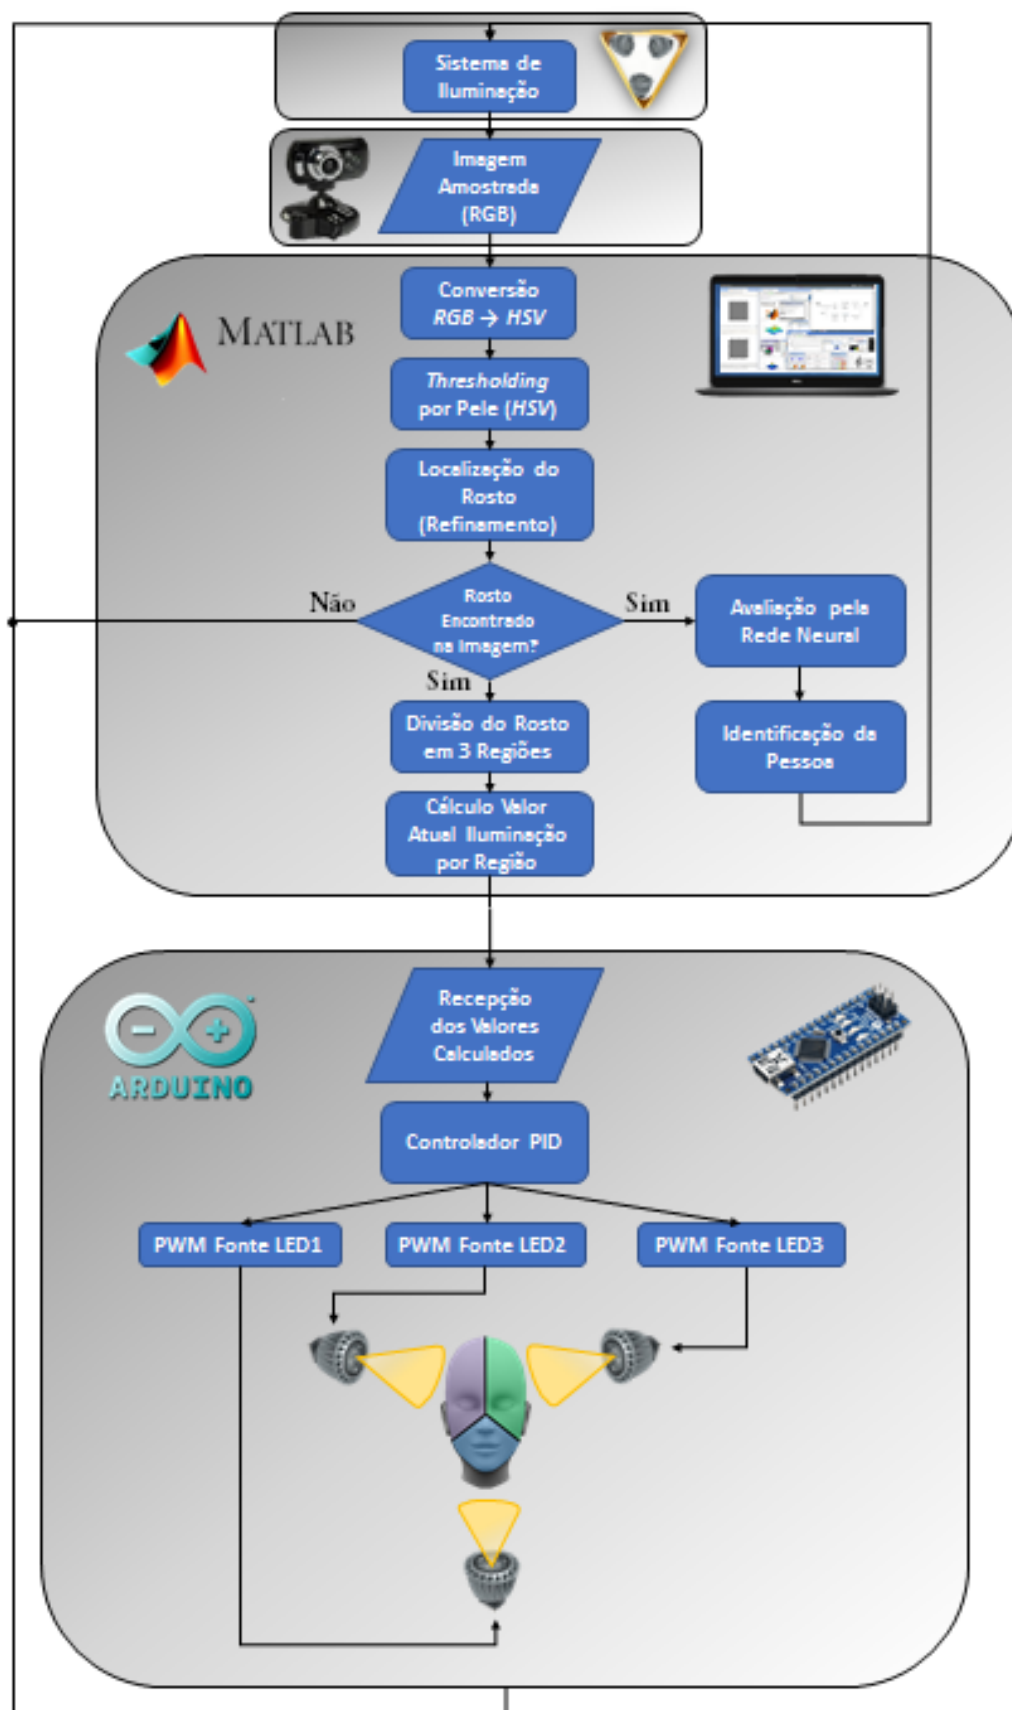 Sistema de
Iluminação
Imagem
Amostrada
(RGB)
MATLAB
Conversão
RGB → HSV
Thresholding
por Pele (HSV)
Localização do
Rosto
(Refinamento)
Não
Rosto
Encontrado
na Imagem?
Sim
Avaliação pela
Rede Neural
Sim
Divisão do Rosto
em 3 Regiões
Identificação da
Pessoa
Cálculo Valor
Atual Iluminação
por Região
ARDUINO
Recepção
dos Valores
Calculados
Controlador PID
PWM Fonte LED1
PWM Fonte LED2
PWM Fonte LED3